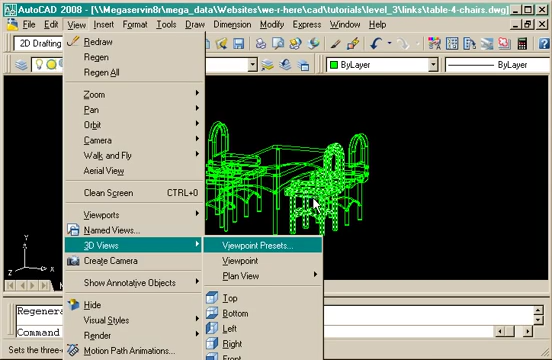 AutoCAD 2008 - [\\Megaservin8r\mega_data\Websites\we-r-here\cad\tutorials\level_3\links\table-4-chairs.dwg]
File Edit View Insert Format Tools Draw Dimension Modify Express Window Help
2D Drafting
ByLayer ByLayer
Redraw
Regen
Regen All
Zoom
Pan
Orbit
Camera
Walk and Fly
Aerial View
Clean Screen CTRL+0
Viewports
Named Views...
3D Views
Create Camera
Show Annotative Objects
Hide
Visual Styles
Render
Motion Path Animations...
Viewpoint Presets...
Viewpoint
Plan View
Top
Bottom
Left
Right
Front
Z
Y
X
Regenera
Command
Sets the three-